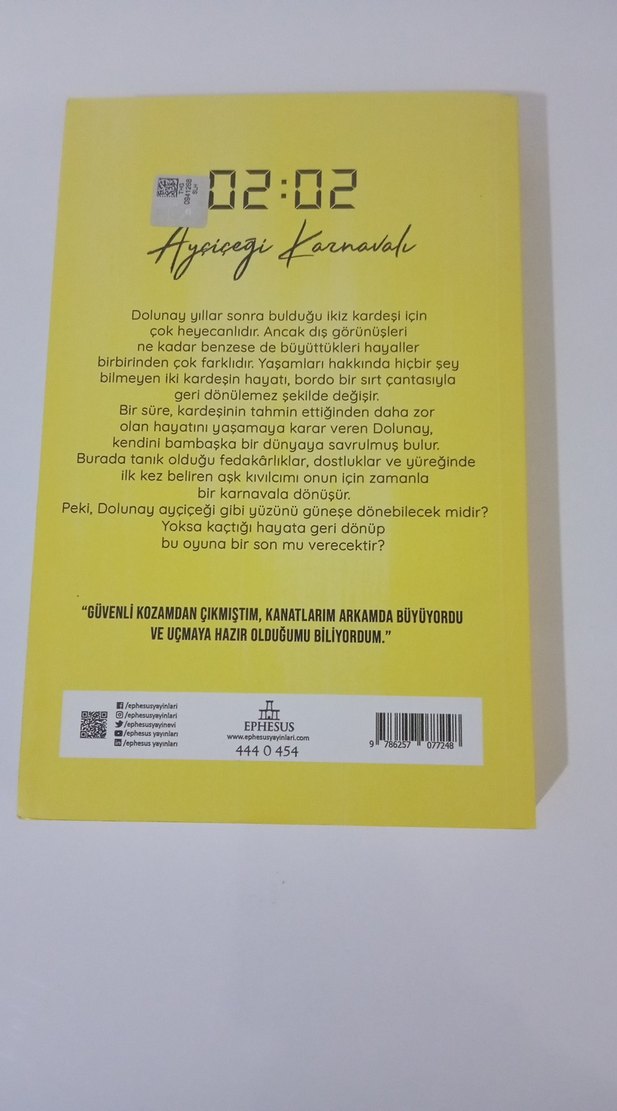 02:02
THS
0941268
SLH
Ayçiçeği Karnavalı
Dolunay yıllar sonra bulduğu ikiz kardeşi için
çok heyecanlıdır. Ancak dış görünüşleri
ne kadar benzese de büyüttükleri hayaller
birbirinden çok farklıdır. Yaşamları hakkında hiçbir şey
bilmeyen iki kardeşin hayatı, bordo bir sırt çantasıyla
geri dönülemez şekilde değişir.
Bir süre, kardeşinin tahmin ettiğinden daha zor
olan hayatını yaşamaya karar veren Dolunay,
kendini bambaşka bir dünyaya savrulmuş bulur.
Burada tanık olduğu fedakârlıklar, dostluklar ve yüreğinde
ilk kez beliren aşk kıvılcımı onun için zamanla
bir karnavala dönüşür.
Peki, Dolunay ayçiçeği gibi yüzünü güneşe dönebilecek midir?
Yoksa kaçtığı hayata geri dönüp
bu oyuna bir son mu verecektir?
“GÜVENLİ KOZAMDAN ÇIKMIŞTIM, KANATLARIM ARKAMDA BÜYÜYORDU
VE UÇMAYA HAZIR OLDUĞUMU BİLİYORDUM.”
/ephesusyayinlari
/ephesusyayinlari
/ephesusyayinevi
/ephesus yayınları
/ephesus yayınları
EPHESUS
www.ephesusyayinlari.com
444 0 454
9 786257 077248